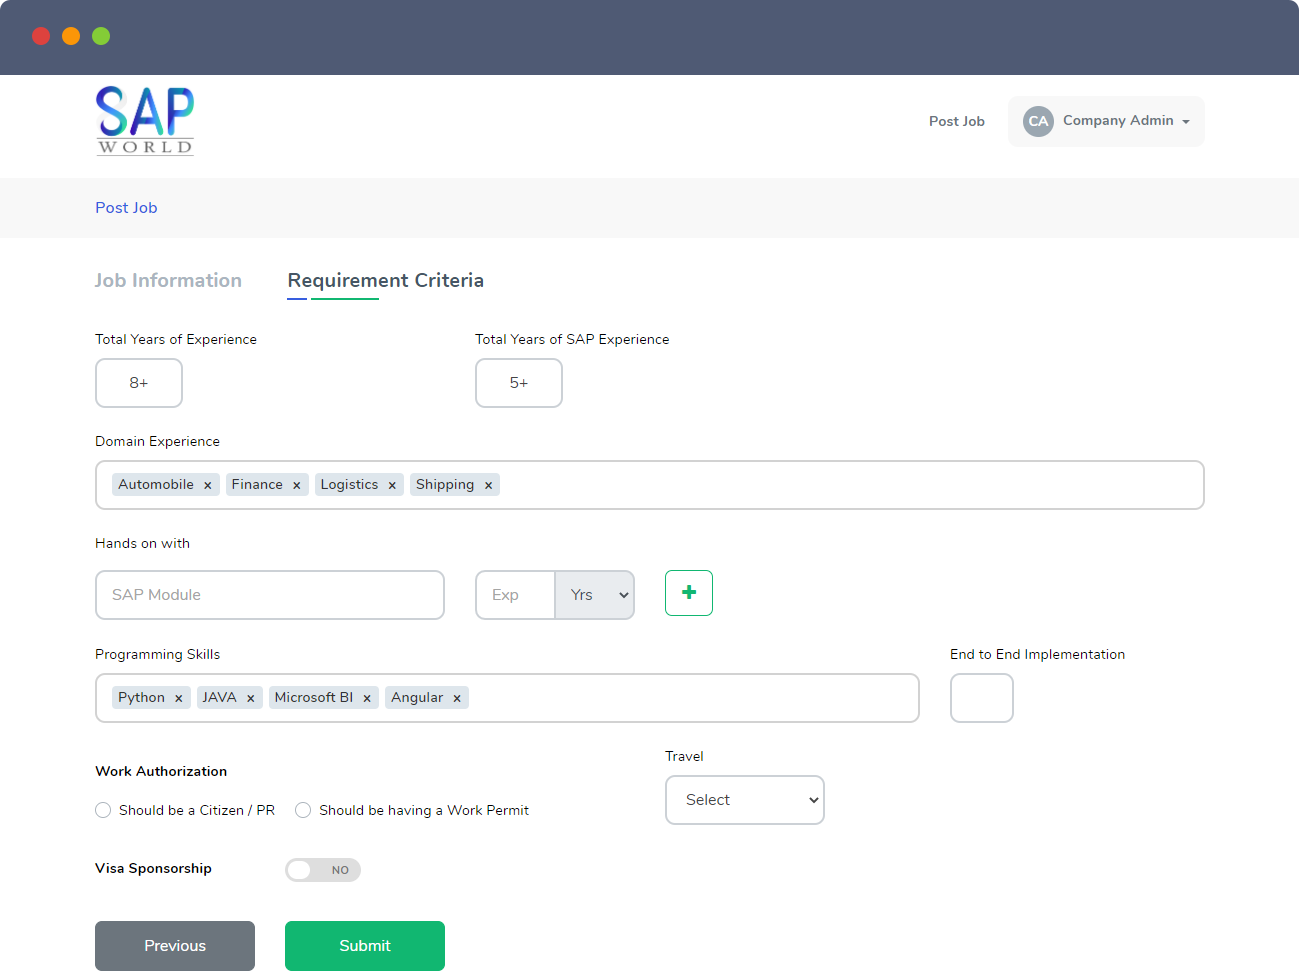 SAP
WORLD
Post Job
CA Company Admin
Post Job
Job Information Requirement Criteria
Total Years of Experience Total Years of SAP Experience
8+ 5+
Domain Experience
Automobile × Finance × Logistics × Shipping ×
Hands on with
SAP Module Exp Yrs +
Programming Skills End to End Implementation
Python × JAVA × Microsoft BI × Angular ×
Travel
Work Authorization
Select
Should be a Citizen / PR Should be having a Work Permit
Visa Sponsorship NO
Previous Submit